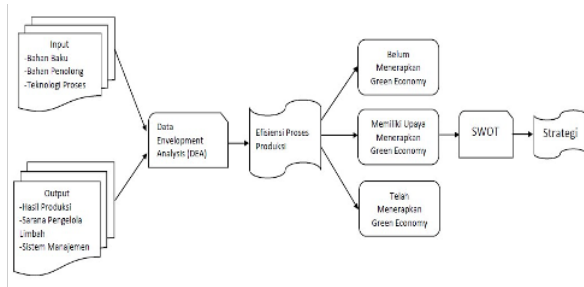 Input
-Bahan Baku
-Bahan Penolong
-Teknologi Proses
Output
-Hasil Produksi
-Sarana Pengelola
Limbah
-Sistem Manajemen
Data
Envelopment
Analysis (DEA)
Efisiensi Proses
Produksi
Belum
Menerapkan
Green Economy
Memiliki Upaya
Menerapkan
Green Economy
Telah
Menerapkan
Green Economy
SWOT
Strategi